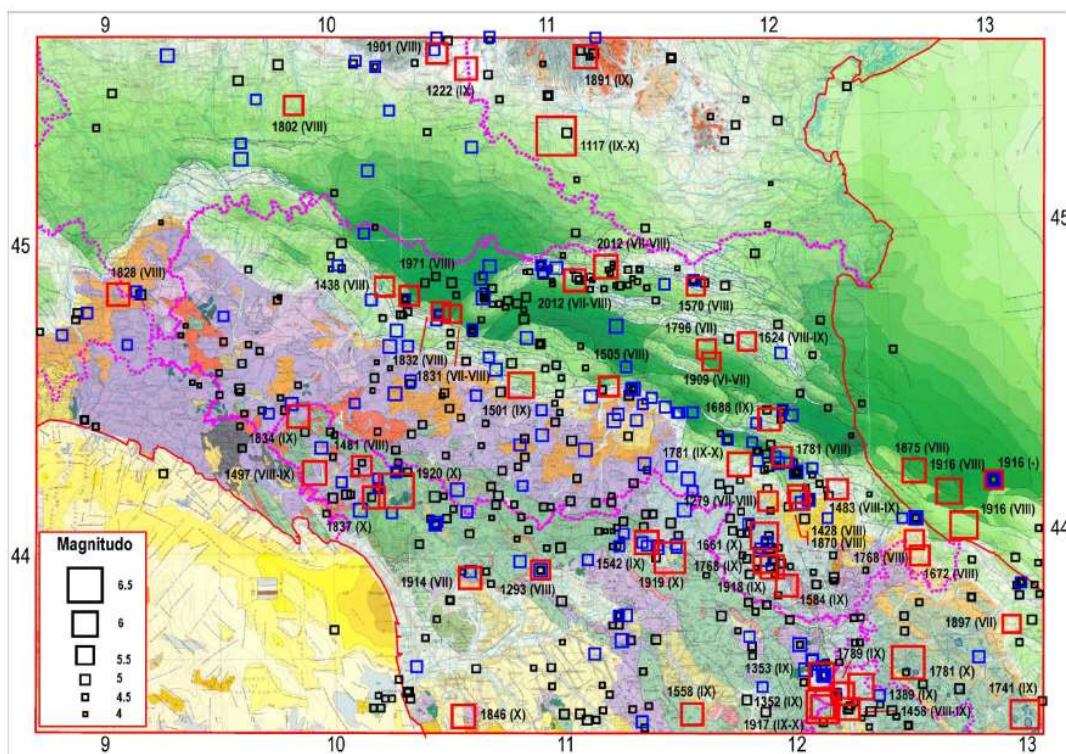 9 10 11 12 13
1901 (VIII)
1222 (IX)
1891 (IX)
1802 (VIII)
1117 (IX-X)
45
45
1828 (VIII)
1438 (VIII)
1971 (VIII)
2012 (VII-VIII)
2012 (VII-VIII)
1570 (VIII)
1796 (VII)
1624 (VIII-IX)
1832 (VIII)
1831 (VII-VIII)
1505 (VIII)
1909 (VI-VII)
1501 (IX)
1688 (IX)
1834 (IX)
1481 (VIII)
1781 (IX-X)
1781 (VIII)
1875 (VIII)
1916 (VIII)
1916 (-)
1497 (VIII-IX)
1920 (X)
1279 (VII-VIII)
1483 (VIII-IX)
1916 (VIII)
1837 (X)
1428 (VIII)
1870 (VIII)
44
44
1661 (X)
1542 (IX)
1768 (IX)
1768 (VIII)
1672 (VIII)
1914 (VII)
1293 (VIII)
1919 (X)
1918 (IX)
1584 (IX)
1897 (VII)
1789 (IX)
1353 (IX)
1781 (X)
1741 (IX)
1558 (IX)
1352 (IX)
1389 (IX)
1458 (VIII-IX)
1846 (X)
1917 (IX-X)
Magnitudo
6.5
6
5.5
5
4.5
4
9 10 11 12 13